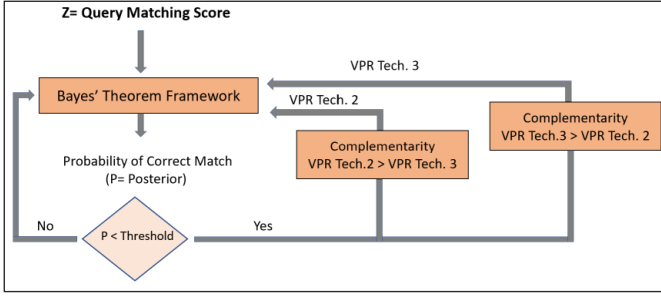 Z= Query Matching Score
VPR Tech. 3
Bayes' Theorem Framework
VPR Tech. 2
Complementarity
VPR Tech.3 > VPR Tech. 2
Complementarity
VPR Tech.2 > VPR Tech. 3
Probability of Correct Match
(P= Posterior)
No
P < Threshold
Yes